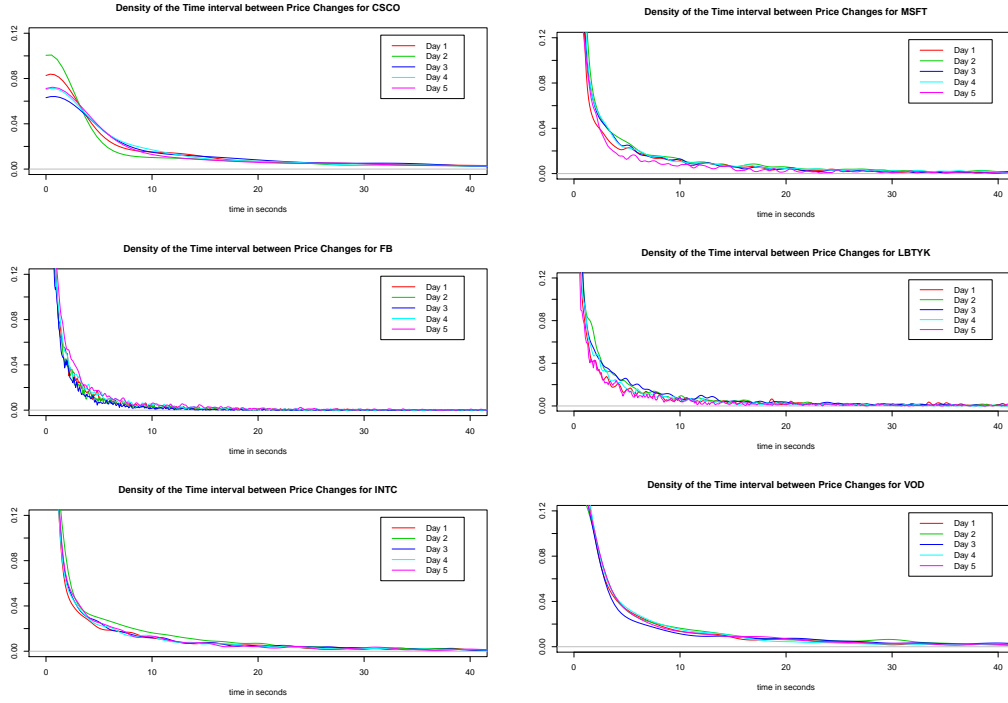 Density of the Time interval between Price Changes for CSCO
0.12
0.08
0.04
0.00
Day 1
Day 2
Day 3
Day 4
Day 5
0
10
20
30
40
time in seconds
Density of the Time interval between Price Changes for MSFT
0.12
0.08
0.04
0.00
Day 1
Day 2
Day 3
Day 4
Day 5
0
10
20
30
40
time in seconds
Density of the Time interval between Price Changes for FB
0.12
0.08
0.04
0.00
Day 1
Day 2
Day 3
Day 4
Day 5
0
10
20
30
40
time in seconds
Density of the Time interval between Price Changes for LBTYK
0.12
0.08
0.04
0.00
Day 1
Day 2
Day 3
Day 4
Day 5
0
10
20
30
40
time in seconds
Density of the Time interval between Price Changes for INTC
0.12
0.08
0.04
0.00
Day 1
Day 2
Day 3
Day 4
Day 5
0
10
20
30
40
time in seconds
Density of the Time interval between Price Changes for VOD
0.12
0.08
0.04
0.00
Day 1
Day 2
Day 3
Day 4
Day 5
0
10
20
30
40
time in seconds